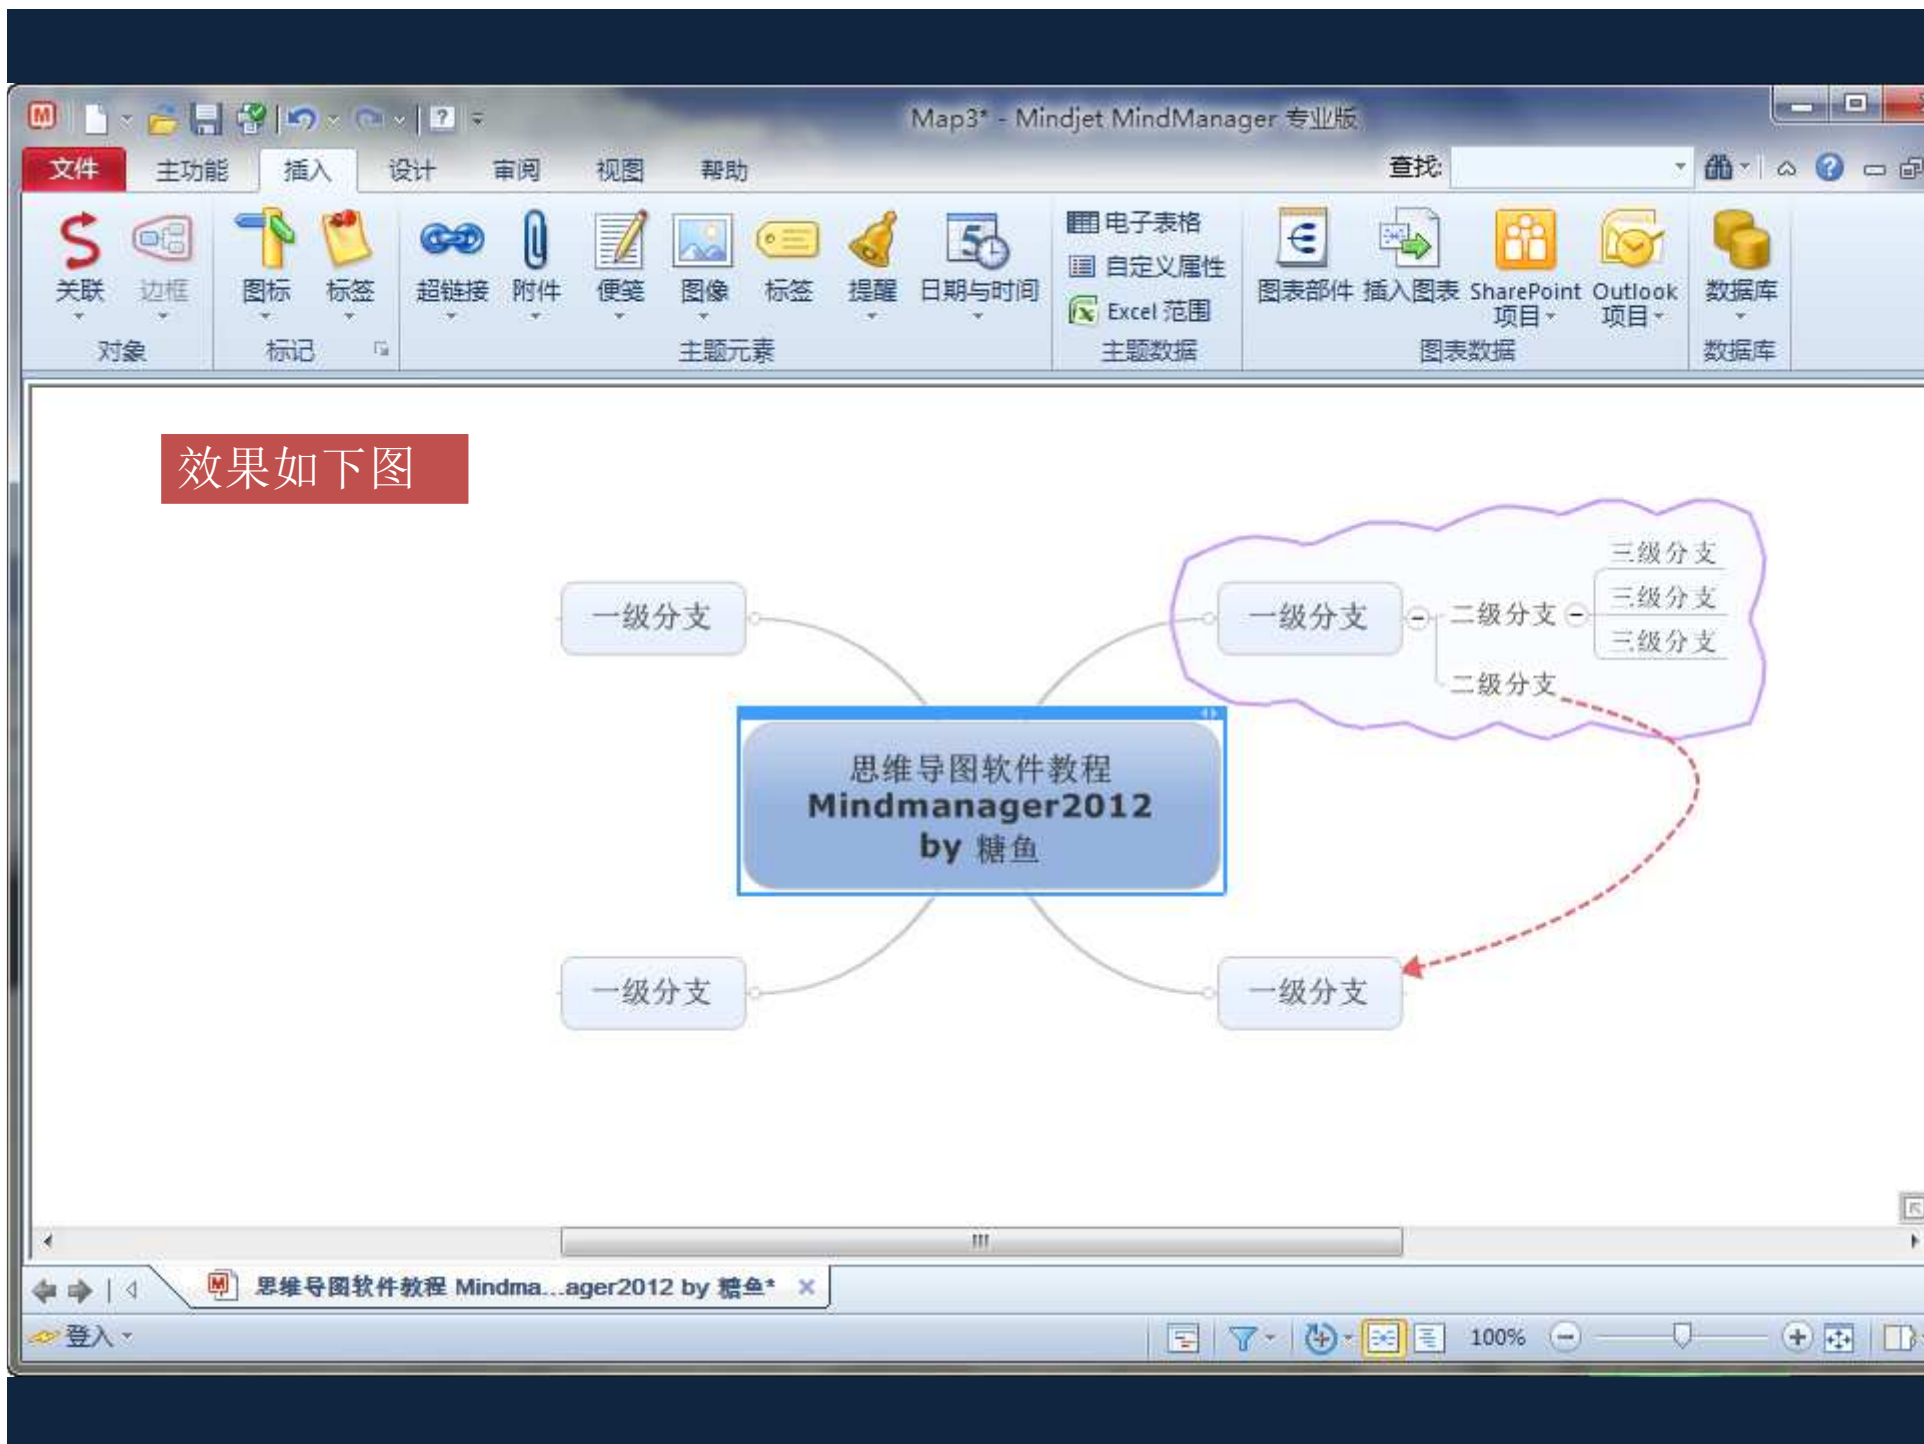 Map3* - Mindjet MindManager 专业版
文件 主功能 插入 设计 审阅 视图 帮助 查找:
关联 边框 图标 标签 超链接 附件 便笺 图像 标签 提醒 日期与时间
电子表格
自定义属性
Excel 范围
图表部件 插入图表 SharePoint 项目 Outlook 项目 数据库
对象 标记 主题元素 主题数据 图表数据 数据库
效果如下图
一级分支
一级分支
二级分支
三级分支
三级分支
三级分支
二级分支
思维导图软件教程
Mindmanager2012
by 糖鱼
一级分支
一级分支
思维导图软件教程 Mindma...ager2012 by 糖鱼*
登入
100%